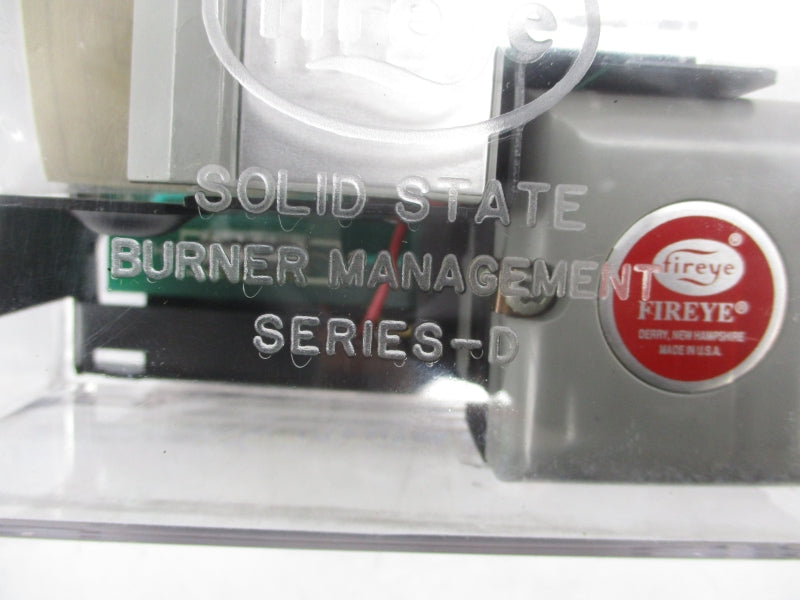 fireye
SOLID STATE
BURNER MANAGEMENT
SERIES-D
fireye®
FIREYE®
DERRY, NEW HAMPSHIRE
MADE IN U.S.A.